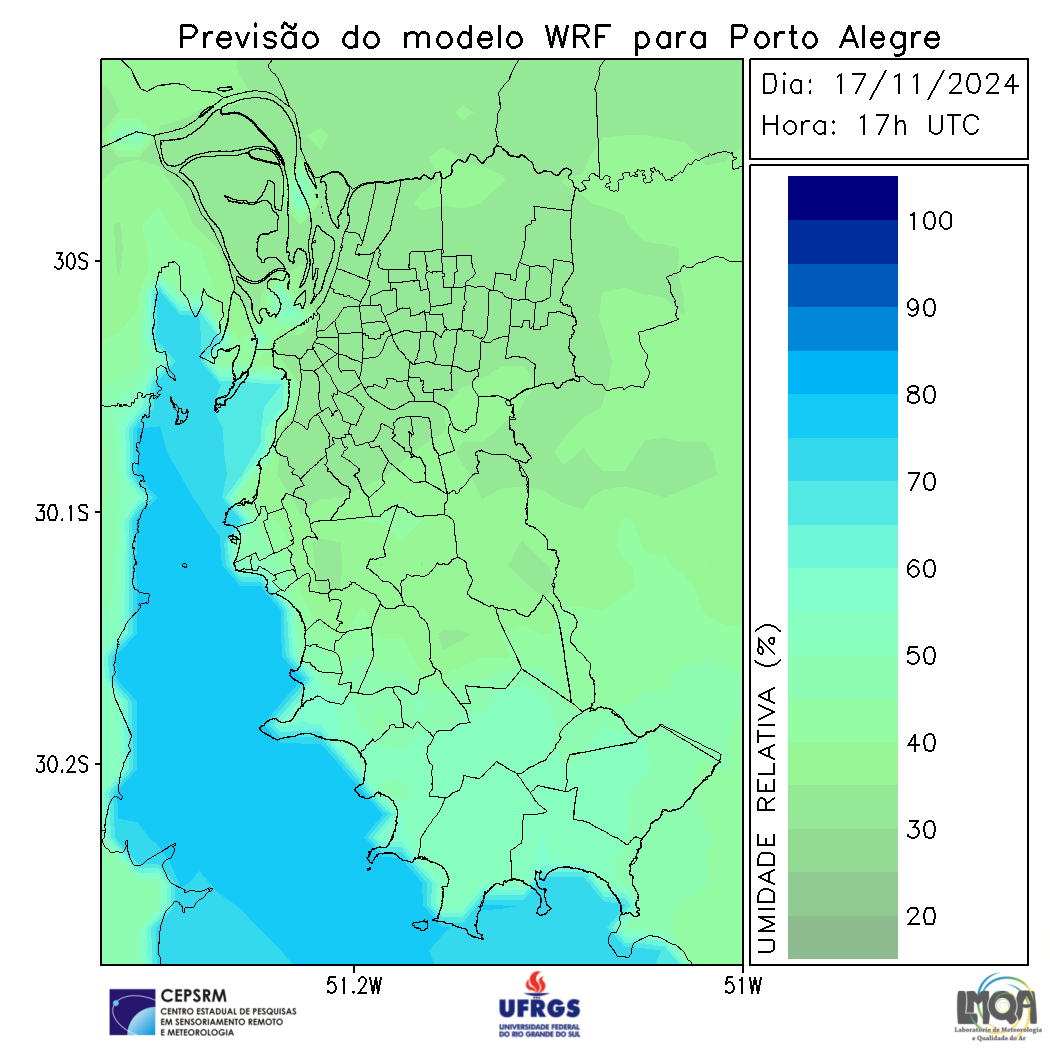 Previsão do modelo WRF para Porto Alegre
Dia: 17/11/2024
Hora: 17h UTC
30S
30.1S
30.2S
51.2W
51W
100
90
80
70
60
50
40
30
20
UMIDADE RELATIVA (%)
CEPSRM
CENTRO ESTADUAL DE PESQUISAS
EM SENSORIAMENTO REMOTO
E METEOROLOGIA
UFRGS
UNIVERSIDADE FEDERAL
DO RIO GRANDE DO SUL
LMQA
Laboratório de Meteorologia
e Qualidade do Ar